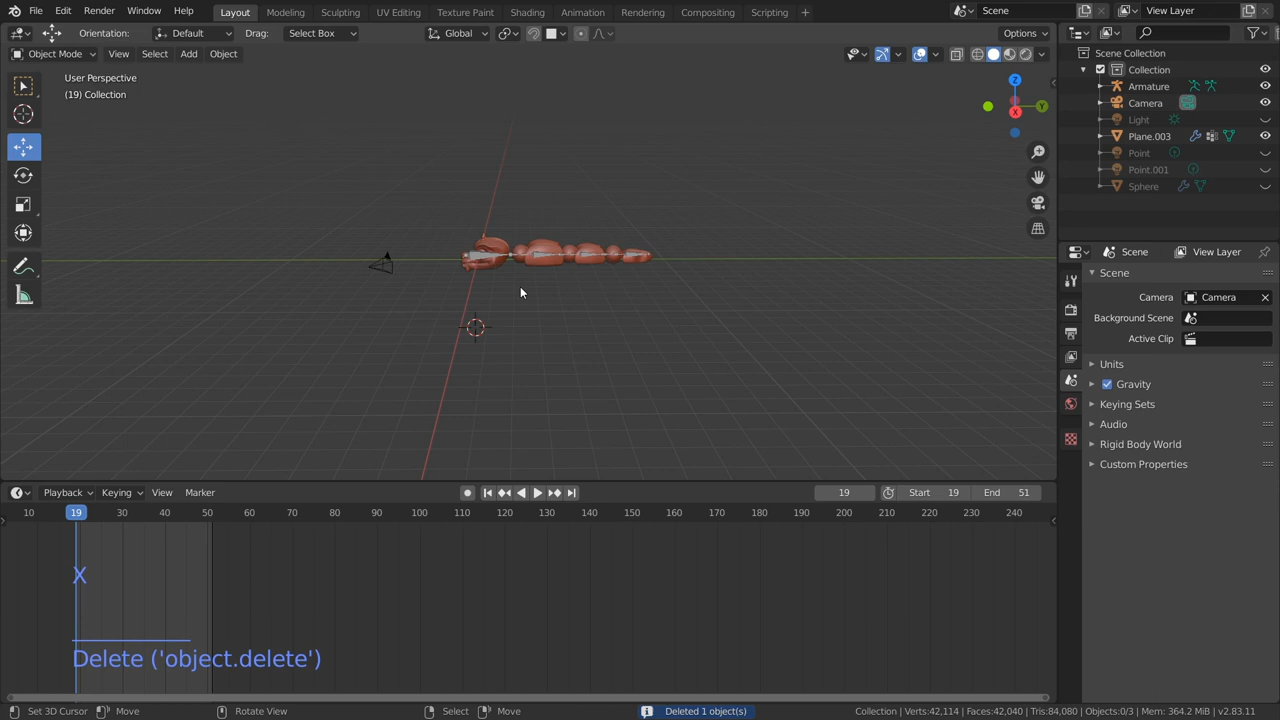 File Edit Render Window Help Layout Modeling Sculpting UV Editing Texture Paint Shading Animation Rendering Compositing Scripting + Scene View Layer
Orientation: Default Drag: Select Box Global Options
Object Mode View Select Add Object
User Perspective
(19) Collection
Z
Y
X
Scene Collection
Collection
Armature
Camera
Light
Plane.003
Point
Point.001
Sphere
Scene View Layer
Scene
Camera Camera
Background Scene
Active Clip
Units
Gravity
Keying Sets
Audio
Rigid Body World
Custom Properties
Playback Keying View Marker 19 Start 19 End 51
10 19 30 40 50 60 70 80 90 100 110 120 130 140 150 160 170 180 190 200 210 220 230 240
X
Delete ('object.delete')
Set 3D Cursor Move Rotate View Select Move Deleted 1 object(s) Collection | Verts:42,114 | Faces:42,040 | Tris:84,080 | Objects:0/3 | Mem: 364.2 MiB | v2.83.11